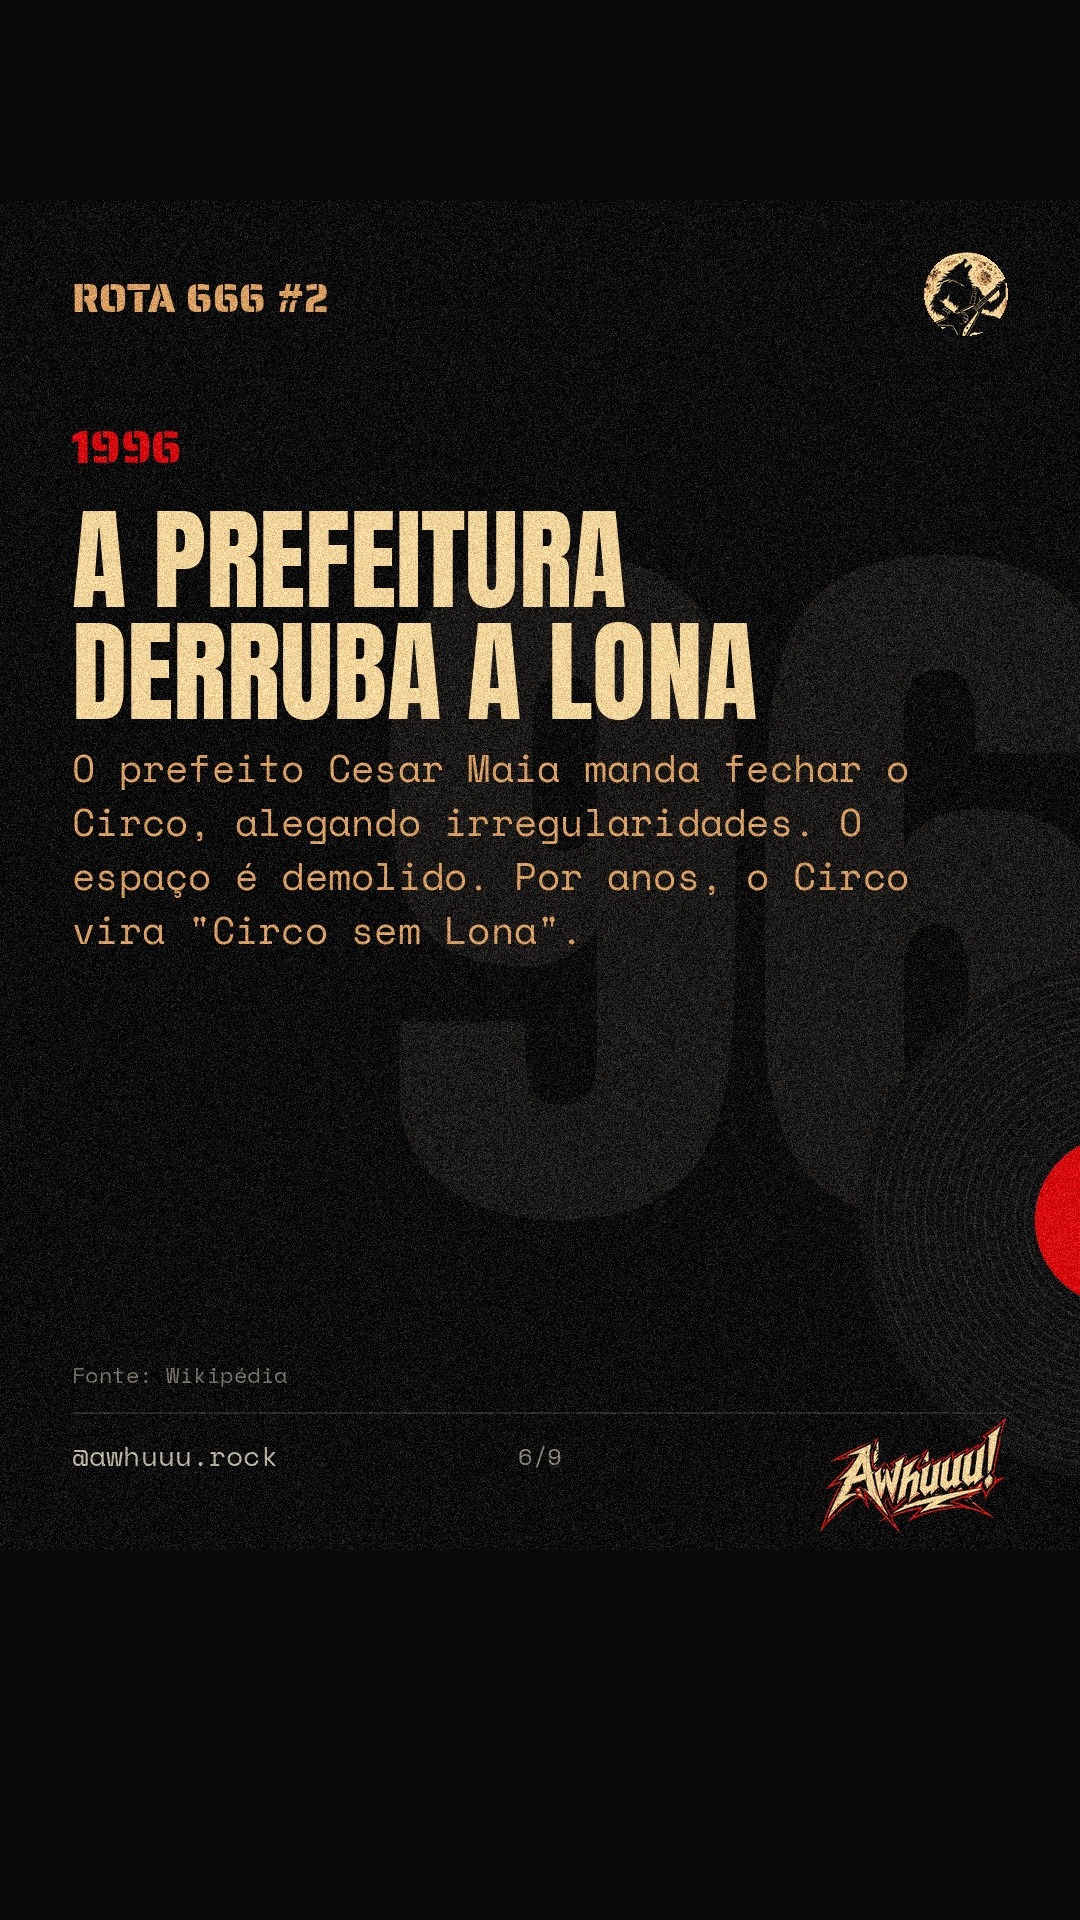 ROTA 666 #2
1996
A PREFEITURA
DERRUBA A LONA
O prefeito Cesar Maia manda fechar o
Circo, alegando irregularidades. O
espaço é demolido. Por anos, o Circo
vira "Circo sem Lona".
96
Fonte: Wikipédia
@awhuuu.rock
6/9
Awhuuu!